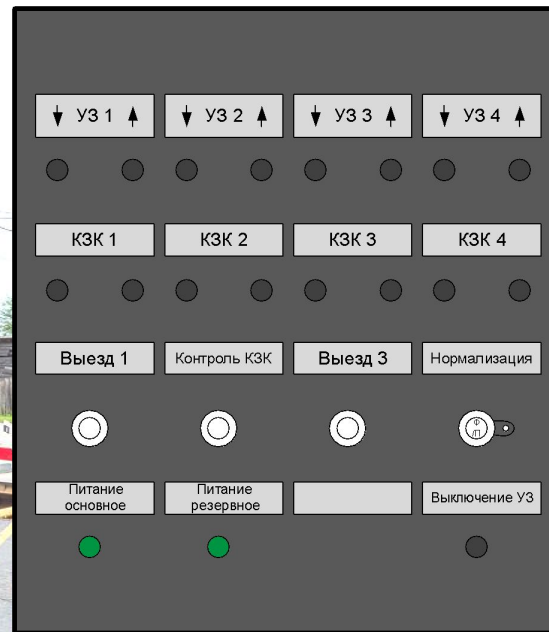 ↓ УЗ 1 ↑
↓ УЗ 2 ↑
↓ УЗ 3 ↑
↓ УЗ 4 ↑
КЗК 1
КЗК 2
КЗК 3
КЗК 4
Выезд 1
Контроль КЗК
Выезд 3
Нормализация
Ф
/П
Питание
основное
Питание
резервное
Выключение УЗ